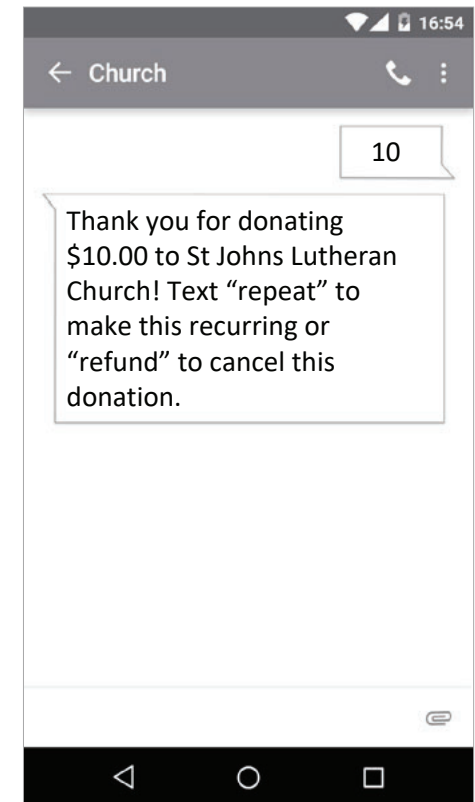 16:54
Church
10
Thank you for donating
$10.00 to St Johns Lutheran
Church! Text “repeat” to
make this recurring or
“refund” to cancel this
donation.